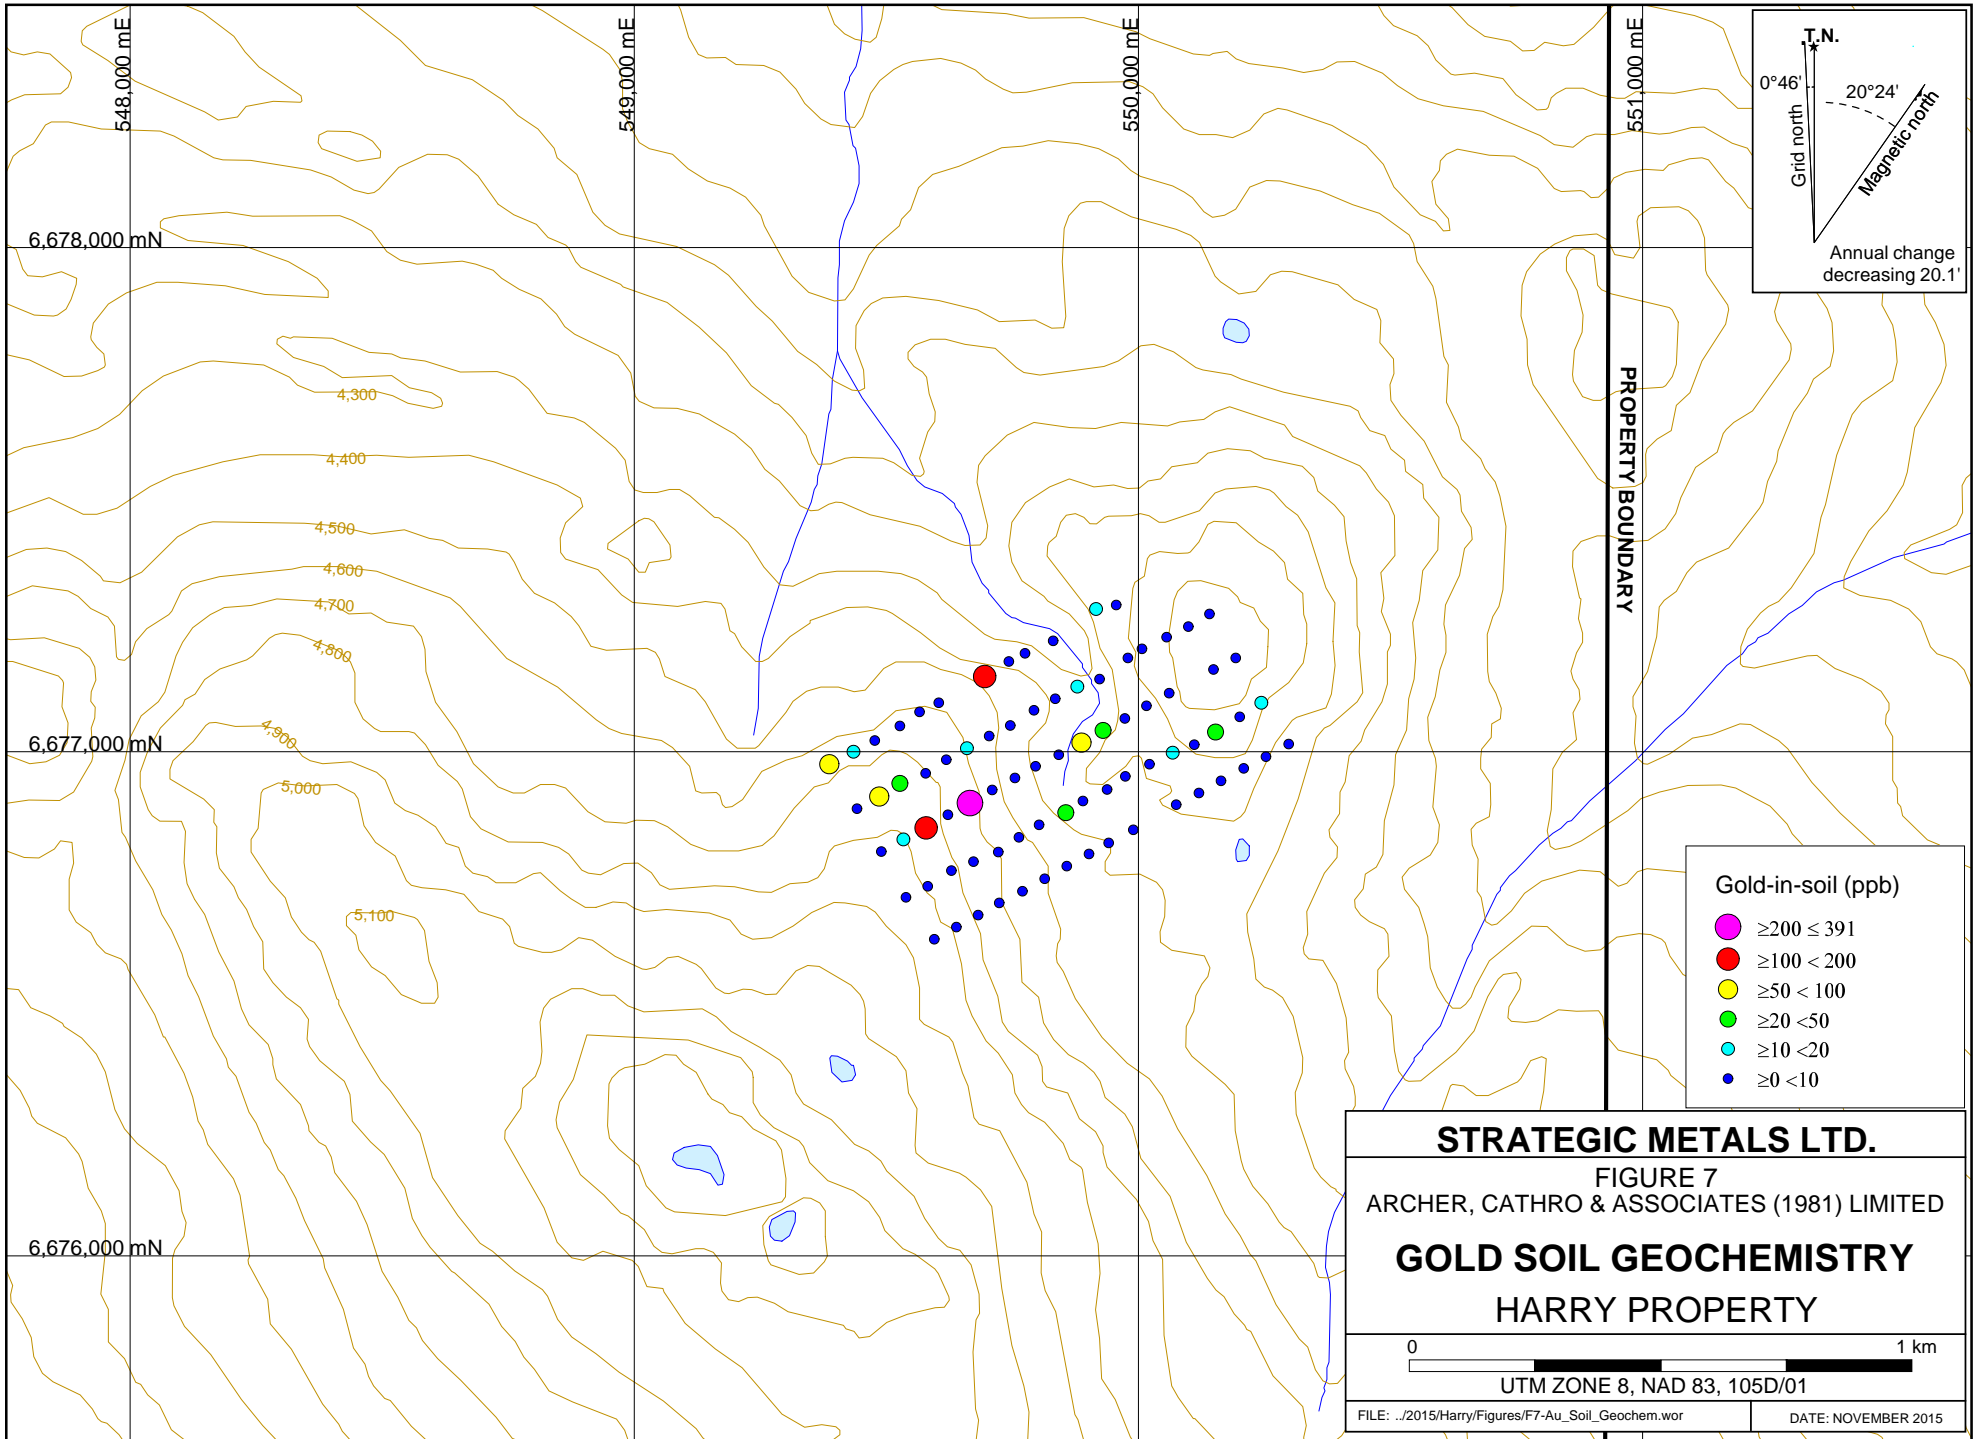 548,000 mE
549,000 mE
550,000 mE
551,000 mE
.T.N.
0°46'
20°24'
Grid north
Magnetic north
Annual change
decreasing 20.1'
6,678,000 mN
4,300
4,400
4,500
4,600
4,700
4,800
4,900
5,000
5,100
6,677,000 mN
6,676,000 mN
PROPERTY BOUNDARY
Gold-in-soil (ppb)
≥200 ≤ 391
≥100 < 200
≥50 < 100
≥20 <50
≥10 <20
≥0 <10
STRATEGIC METALS LTD.
FIGURE 7
ARCHER, CATHRO & ASSOCIATES (1981) LIMITED
GOLD SOIL GEOCHEMISTRY
HARRY PROPERTY
0 1 km
UTM ZONE 8, NAD 83, 105D/01
FILE: ../2015/Harry/Figures/F7-Au_Soil_Geochem.wor
DATE: NOVEMBER 2015